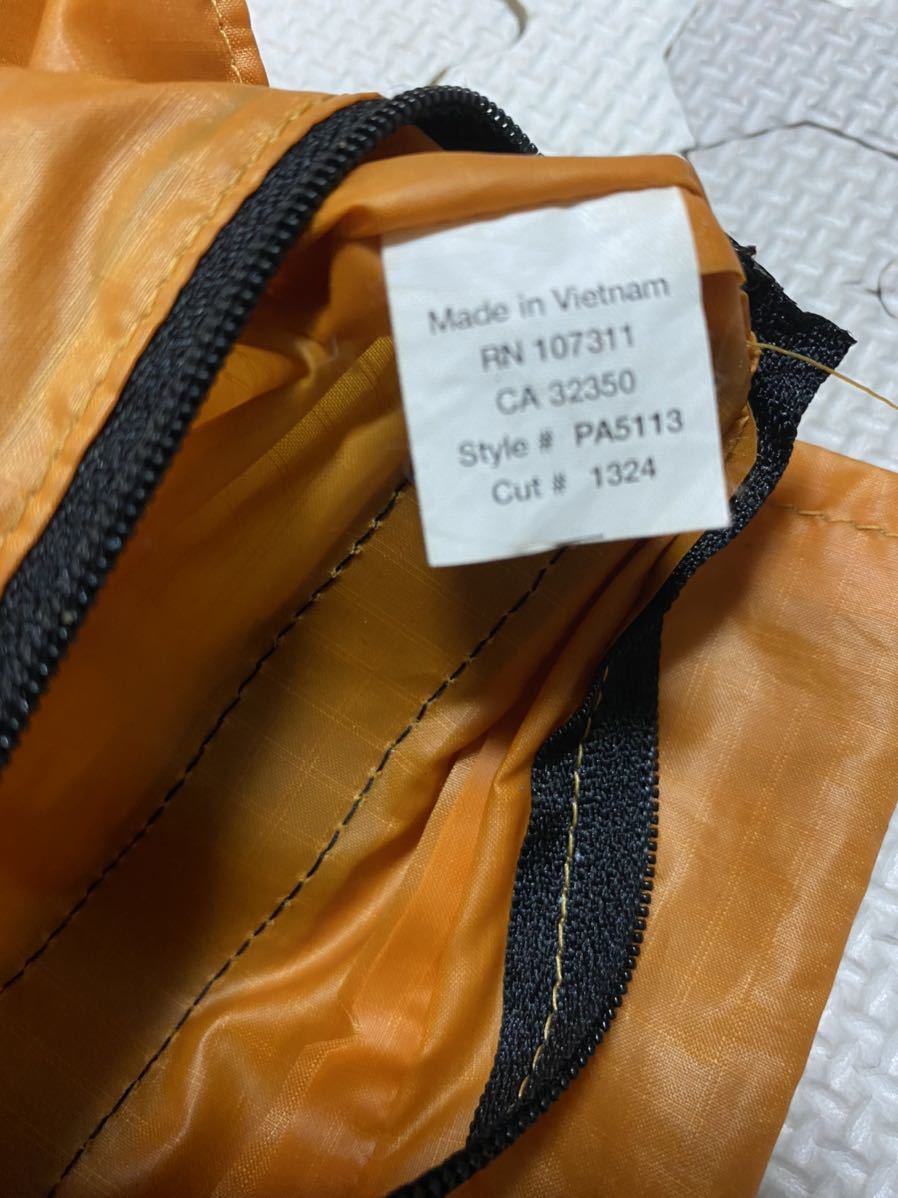 Made in Vietnam
RN 107311
CA 32350
Style # PA5113
Cut # 1324